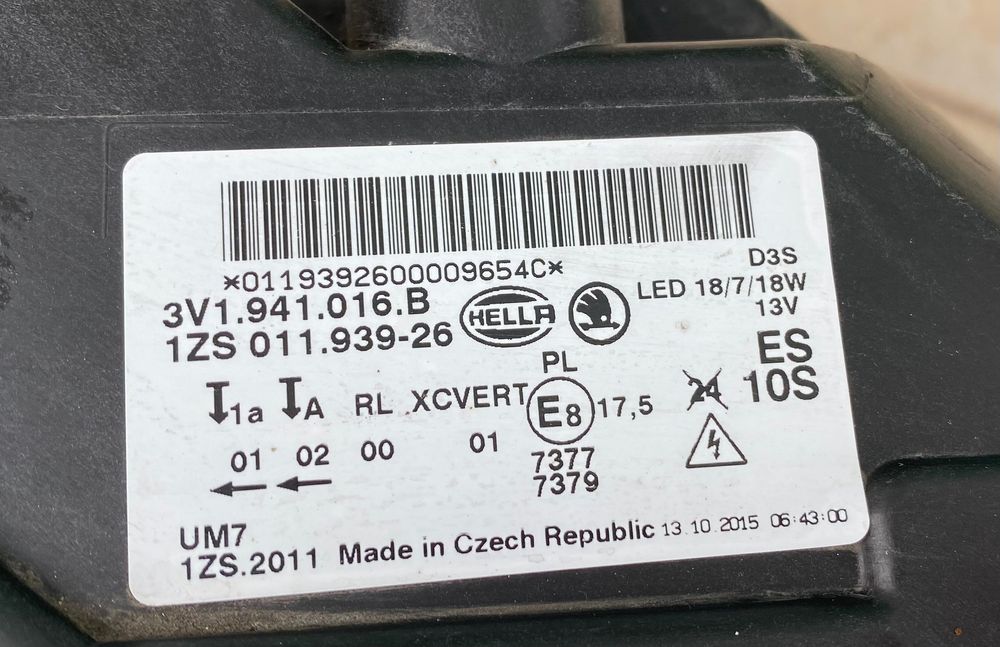 *0119392600009654C*
3V1.941.016.B
1ZS 011.939-26
HELLA
D3S
LED 18/7/18W
13V
ES
10S
24
PL
1a A RL XCVERT E8 17,5
01 02 00 01
7377
7379
UM7
1ZS.2011 Made in Czech Republic 13.10.2015 06:43:00